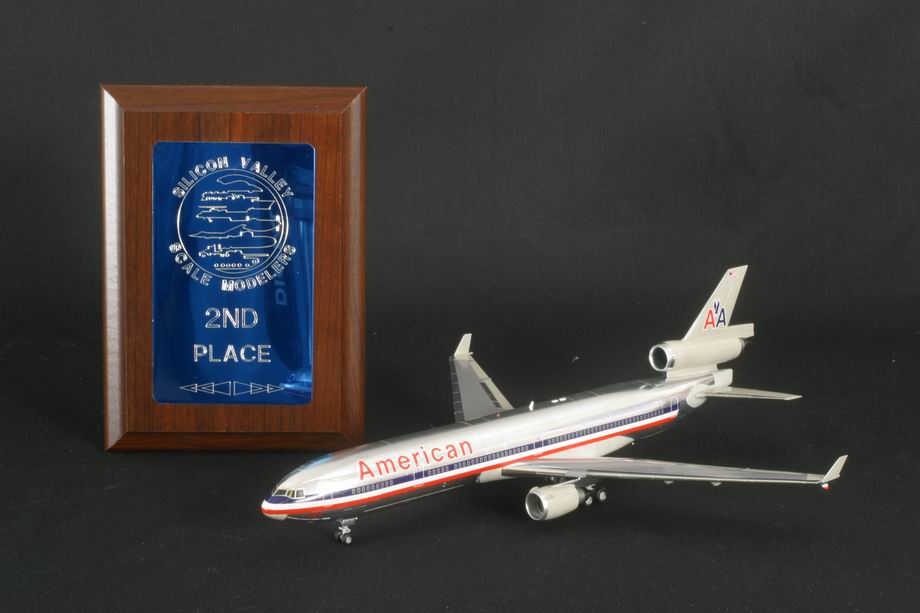 SILICON VALLEY
SCALE MODELERS
2ND
PLACE
American
AA